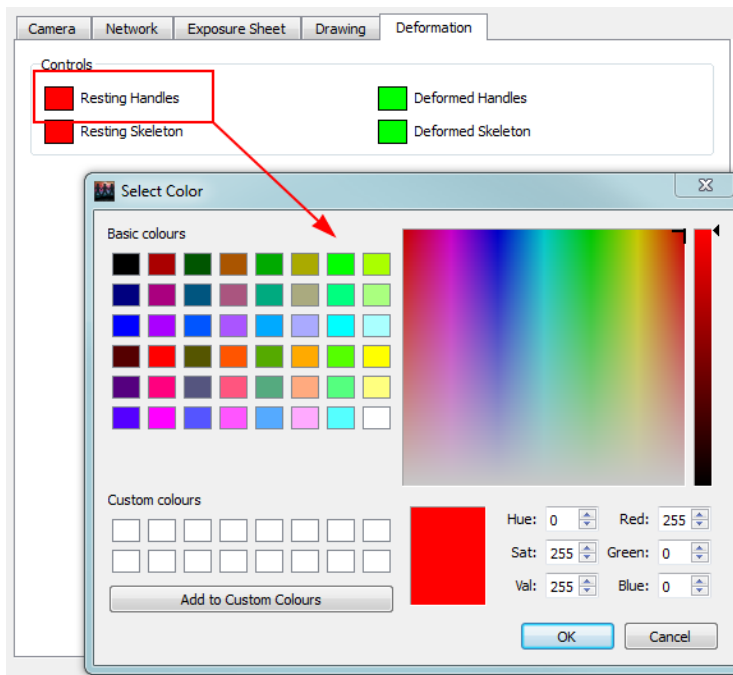 Camera Network Exposure Sheet Drawing Deformation
Controls
Resting Handles Deformed Handles
Resting Skeleton Deformed Skeleton
Select Color
Basic colours
Custom colours
Hue: 0 Red: 255
Sat: 255 Green: 0
Val: 255 Blue: 0
Add to Custom Colours
OK Cancel